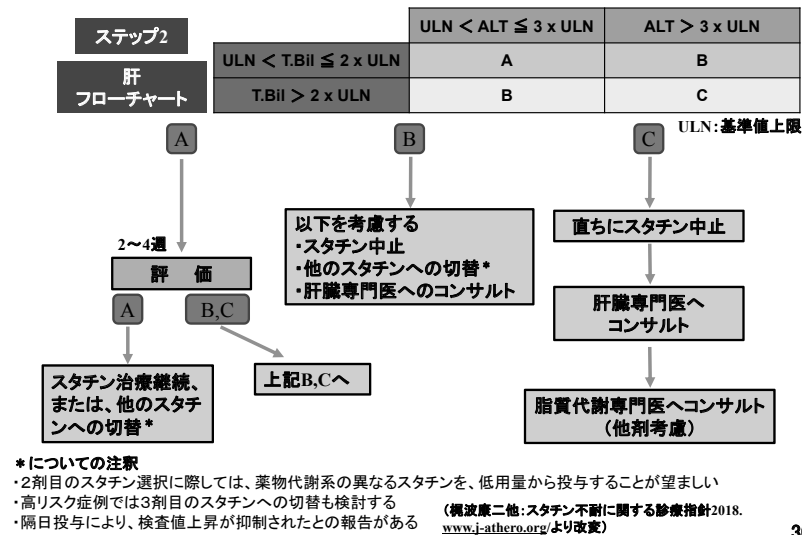 ステップ2
肝
フローチャート
ULN < ALT ≦ 3 x ULN
ALT > 3 x ULN
ULN < T.Bil ≦ 2 x ULN
A
B
T.Bil > 2 x ULN
B
C
ULN:基準値上限
A
B
C
2〜4週
評 価
A
B,C
スタチン治療継続、
または、他のスタチ
ンへの切替*
上記B,Cへ
以下を考慮する
・スタチン中止
・他のスタチンへの切替*
・肝臓専門医へのコンサルト
直ちにスタチン中止
肝臓専門医へ
コンサルト
脂質代謝専門医へコンサルト
(他剤考慮)
*についての注釈
・2剤目のスタチン選択に際しては、薬物代謝系の異なるスタチンを、低用量から投与することが望ましい
・高リスク症例では3剤目のスタチンへの切替も検討する
・隔日投与により、検査値上昇が抑制されたとの報告がある
(梶波康二他:スタチン不耐に関する診療指針2018.
www.j-athero.org/より改変)